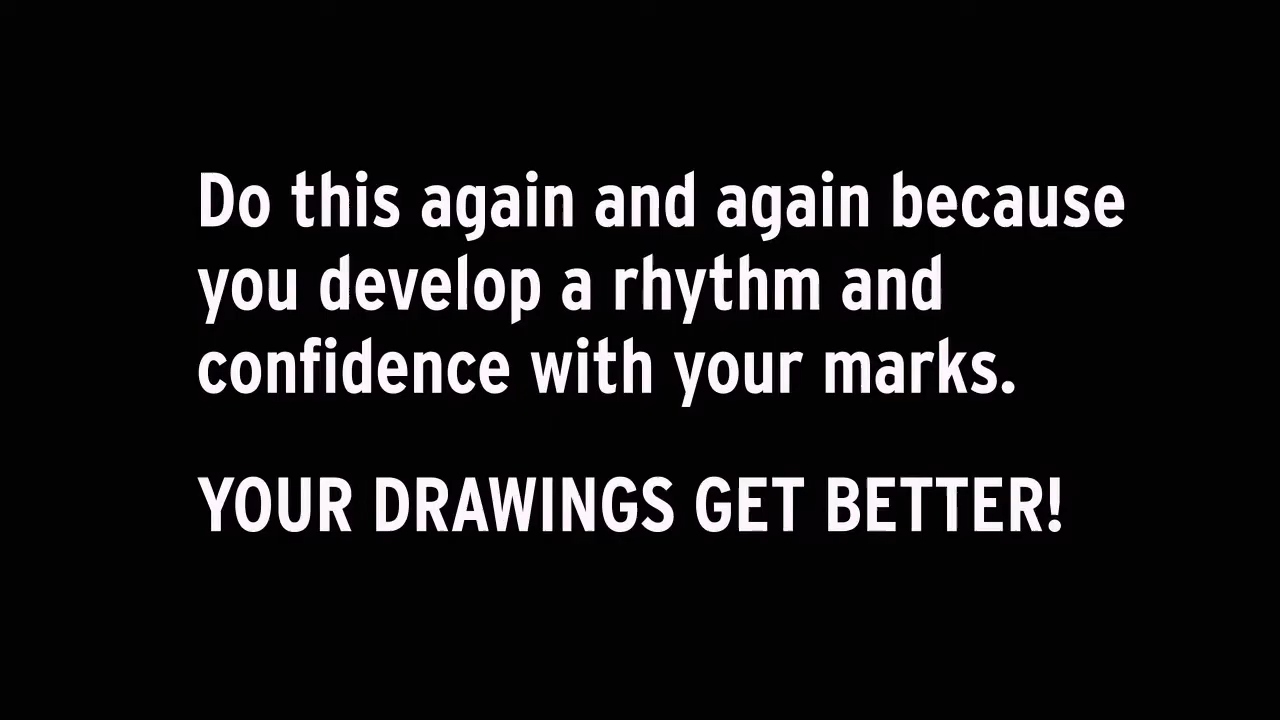 Do this again and again because
you develop a rhythm and
confidence with your marks.
YOUR DRAWINGS GET BETTER!